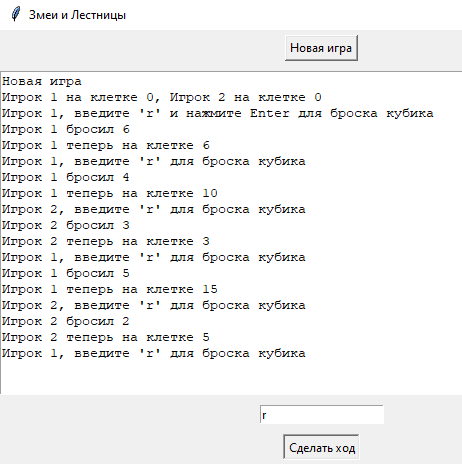 Змеи и Лестницы
Новая игра
Новая игра
Игрок 1 на клетке 0, Игрок 2 на клетке 0
Игрок 1, введите 'r' и нажмите Enter для броска кубика
Игрок 1 бросил 6
Игрок 1 теперь на клетке 6
Игрок 1, введите 'r' для броска кубика
Игрок 1 бросил 4
Игрок 1 теперь на клетке 10
Игрок 2, введите 'r' для броска кубика
Игрок 2 бросил 3
Игрок 2 теперь на клетке 3
Игрок 1, введите 'r' для броска кубика
Игрок 1 бросил 5
Игрок 1 теперь на клетке 15
Игрок 2, введите 'r' для броска кубика
Игрок 2 бросил 2
Игрок 2 теперь на клетке 5
Игрок 1, введите 'r' для броска кубика
r
Сделать ход